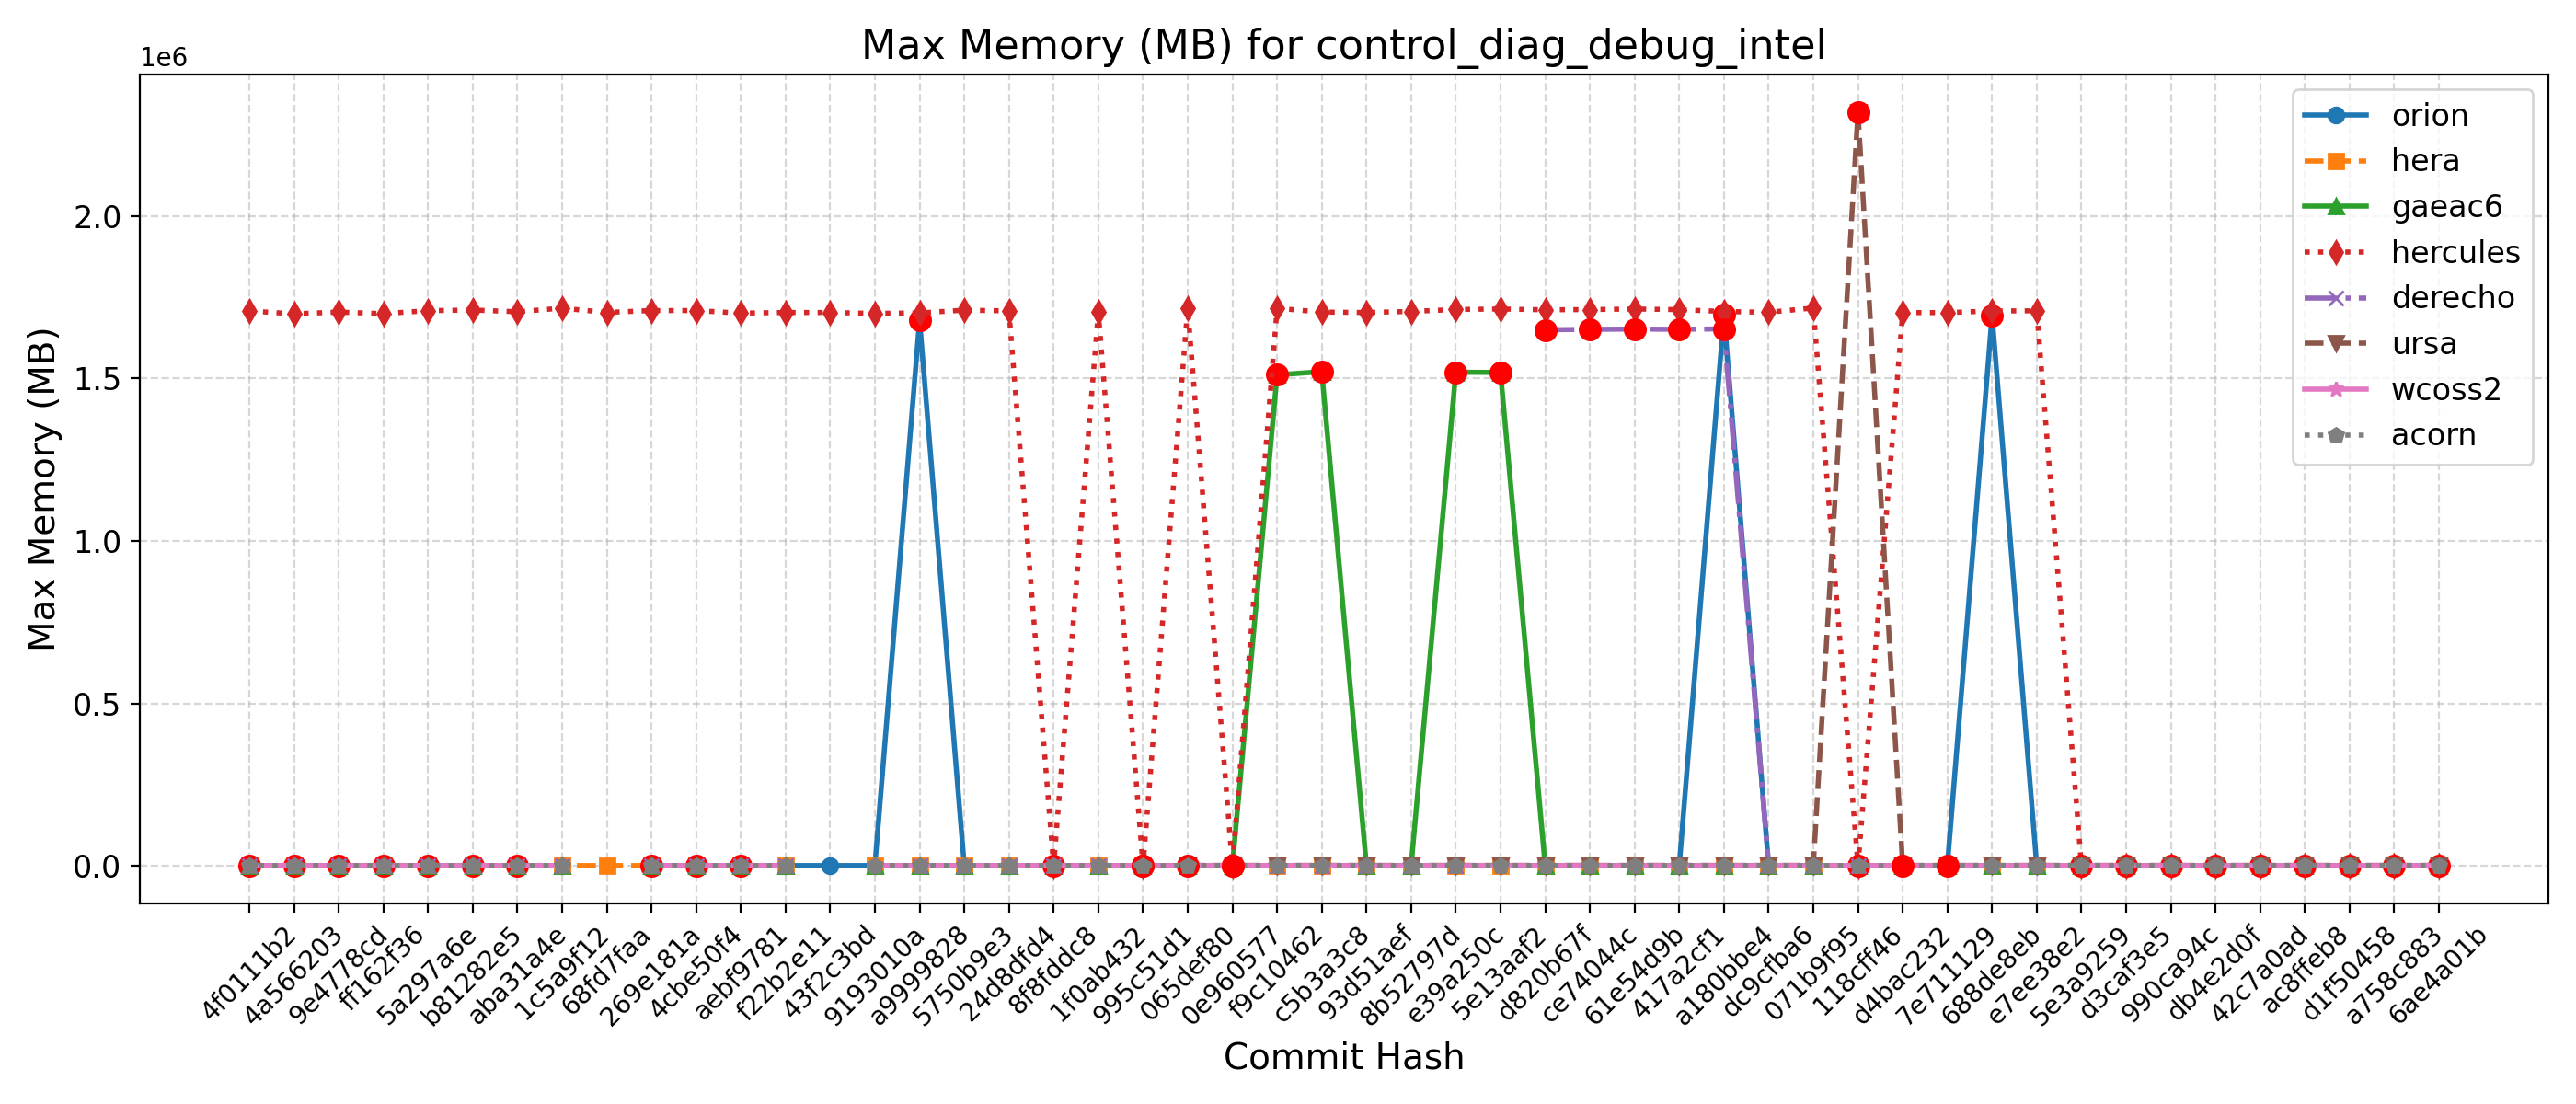 Max Memory (MB) for control_diag_debug_intel
1e6
2.0
1.5
1.0
0.5
0.0
Max Memory (MB)
orion
hera
gaeac6
hercules
derecho
ursa
wcoss2
acorn
4f0111b2
4a566203
9e4778cd
ff162f36
5a297a6e
b81282e5
aba31a4e
1c5a9f12
68fd7faa
269e181a
4cbe50f4
aebf9781
f22b2e11
43f2c3bd
9193010a
a9999828
5750b9e3
24d8dfd4
8f8fddc8
1f0ab432
995c51d1
065def80
0e960577
f9c10462
c5b3a3c8
93d51aef
8b52797d
e39a250c
5e13aaf2
d820b67f
ce74044c
61e54d9b
417a2cf1
a180bbe4
dc9cfba6
071b9f95
118cff46
d4bac232
7e711129
688de8eb
e7ee38e2
5e3a9259
d3caf3e5
990ca94c
db4e2d0f
42c7a0ad
ac8ffeb8
d1f50458
a758c883
6ae4a01b
Commit Hash